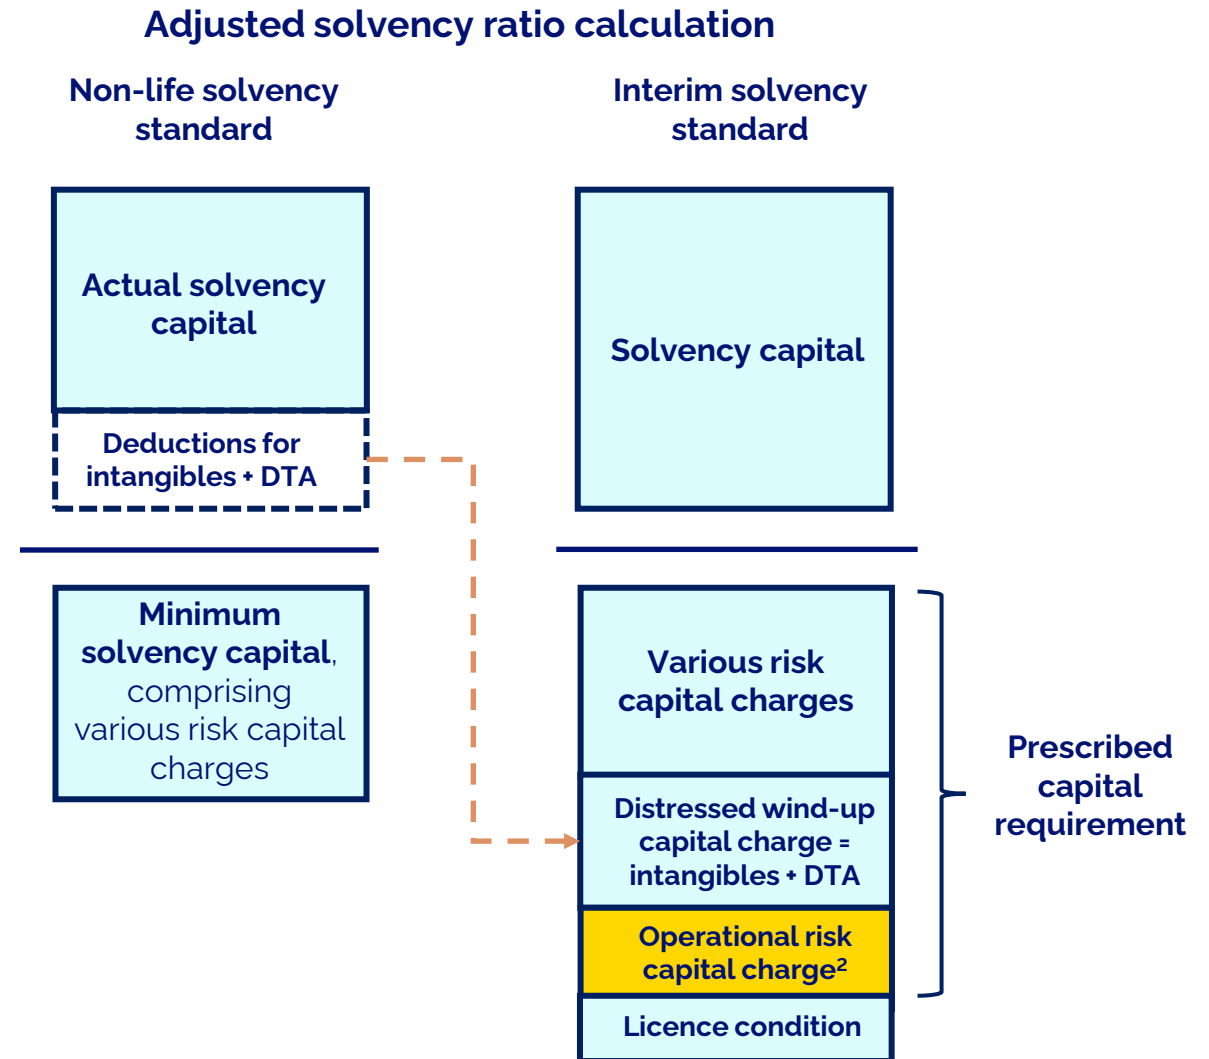 Adjusted solvency ratio calculation
Non-life solvency
standard
Interim solvency
standard
Actual solvency
capital
Deductions for
intangibles + DTA
Solvency capital
Minimum
solvency capital,
comprising
various risk capital
charges
Various risk
capital charges
Distressed wind-up
capital charge =
intangibles + DTA
Operational risk
capital charge²
Licence condition
Prescribed
capital
requirement